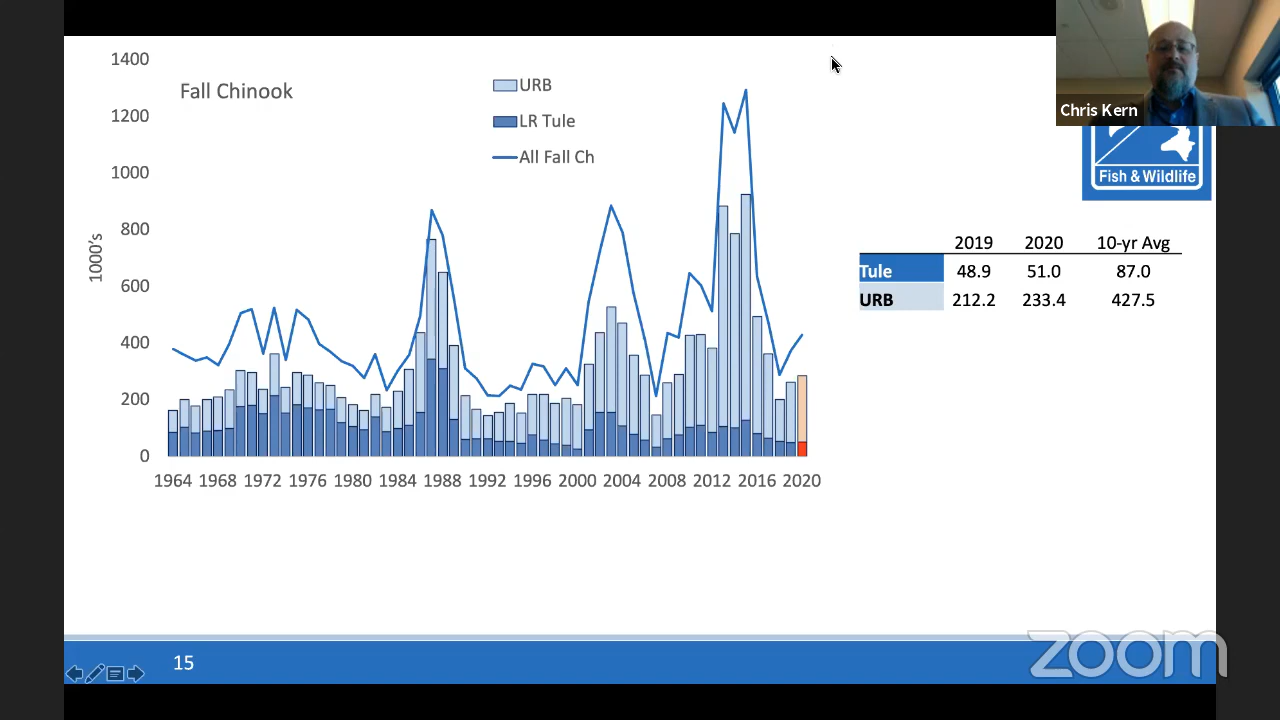 Chris Kern
Fish & Wildlife
Fall Chinook
URB
LR Tule
All Fall Ch
1000's
1400
1200
1000
800
600
400
200
0
1964 1968 1972 1976 1980 1984 1988 1992 1996 2000 2004 2008 2012 2016 2020
2019 2020 10-yr Avg
Tule 48.9 51.0 87.0
URB 212.2 233.4 427.5
15
zoom